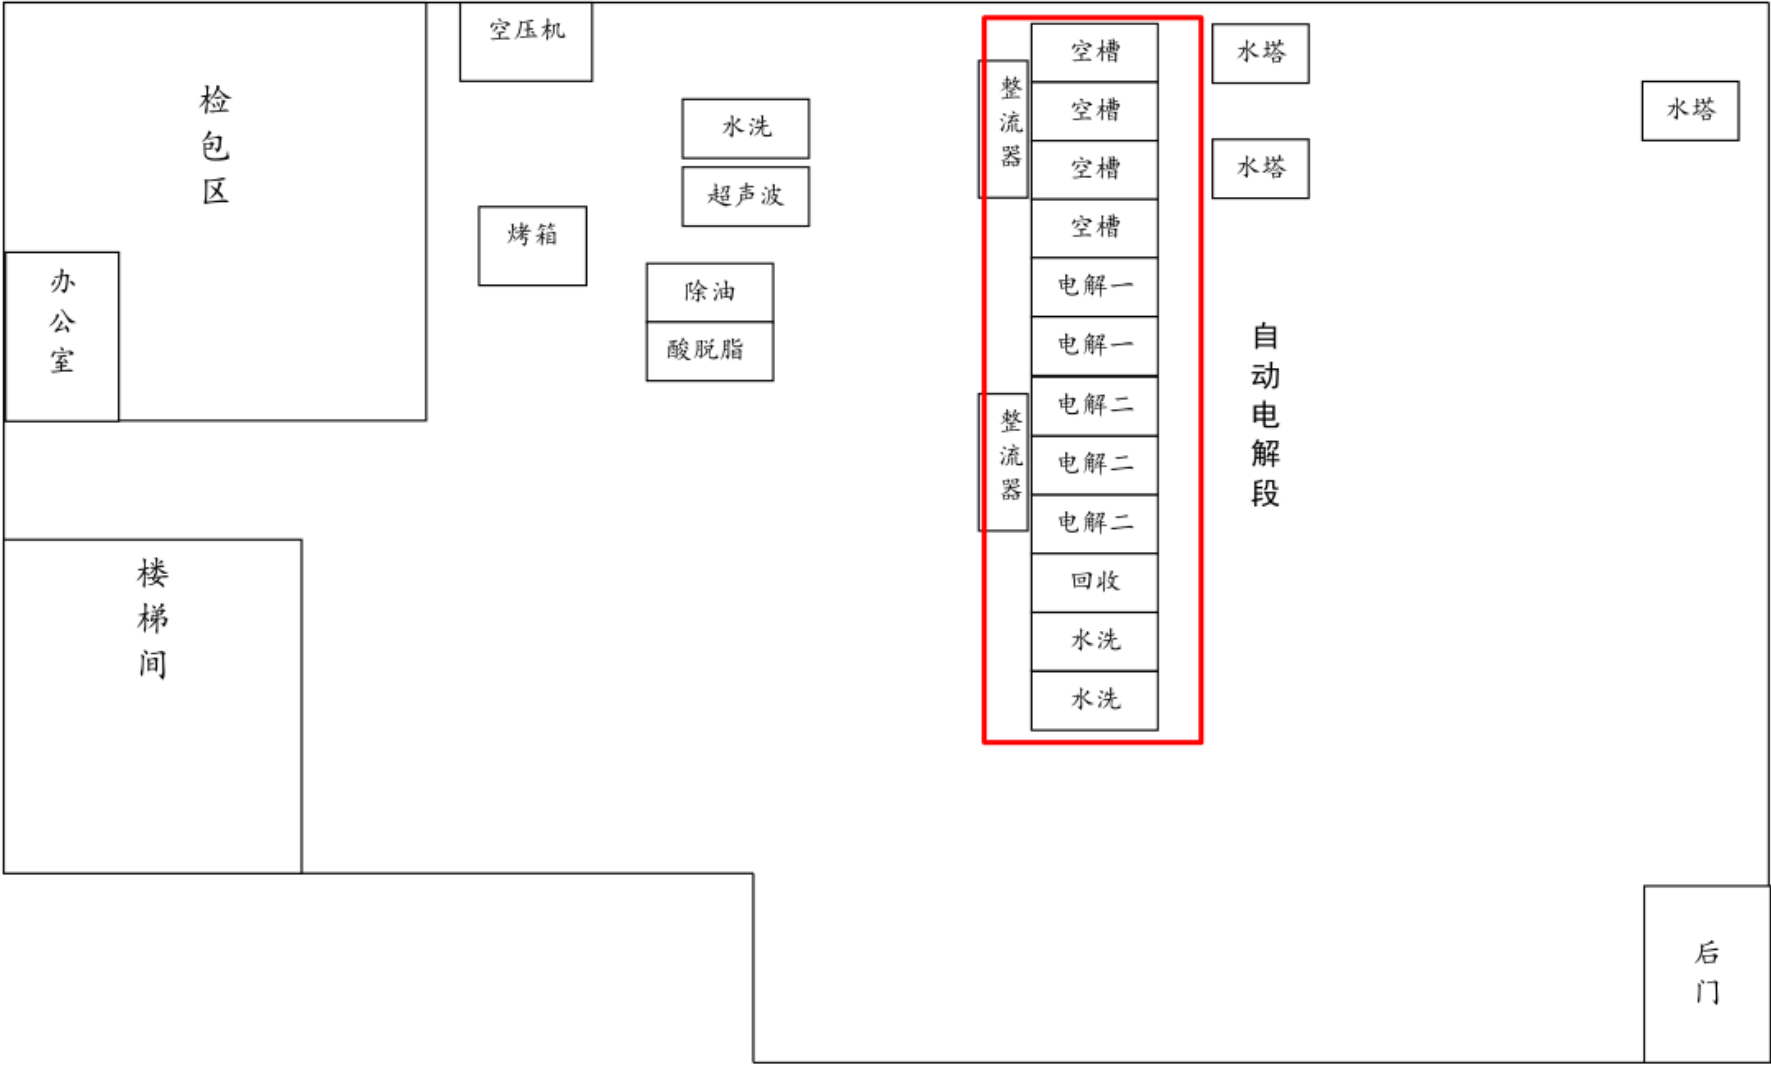 空压机
检包区
办公室
烤箱
水洗
超声波
除油
酸脱脂
楼梯间
整流器
整流器
空槽
空槽
空槽
空槽
电解一
电解一
电解二
电解二
电解二
回收
水洗
水洗
水塔
水塔
自动电解段
水塔
后门